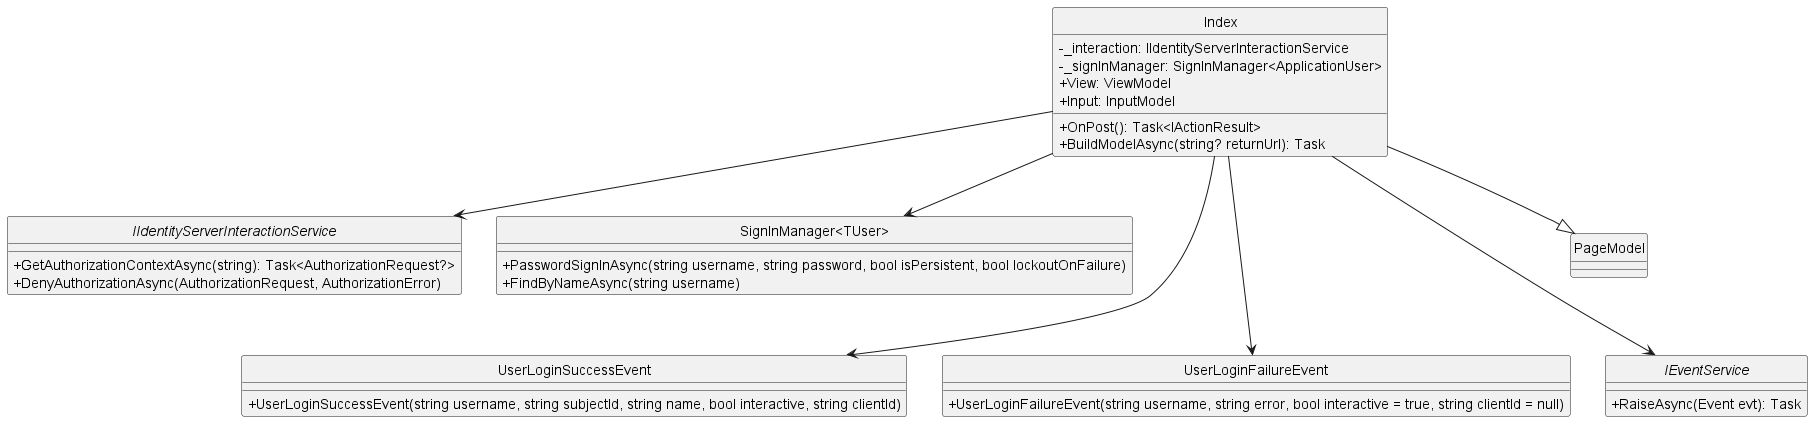 Index
-_interaction: IIdentityServerInteractionService
-_signInManager: SignInManager<ApplicationUser>
+View: ViewModel
+Input: InputModel
+OnPost(): Task<IActionResult>
+BuildModelAsync(string? returnUrl): Task
IIdentityServerInteractionService
+GetAuthorizationContextAsync(string): Task<AuthorizationRequest?>
+DenyAuthorizationAsync(AuthorizationRequest, AuthorizationError)
SignInManager<TUser>
+PasswordSignInAsync(string username, string password, bool isPersistent, bool lockoutOnFailure)
+FindByNameAsync(string username)
PageModel
UserLoginSuccessEvent
+UserLoginSuccessEvent(string username, string subjectId, string name, bool interactive, string clientId)
UserLoginFailureEvent
+UserLoginFailureEvent(string username, string error, bool interactive = true, string clientId = null)
IEventService
+RaiseAsync(Event evt): Task